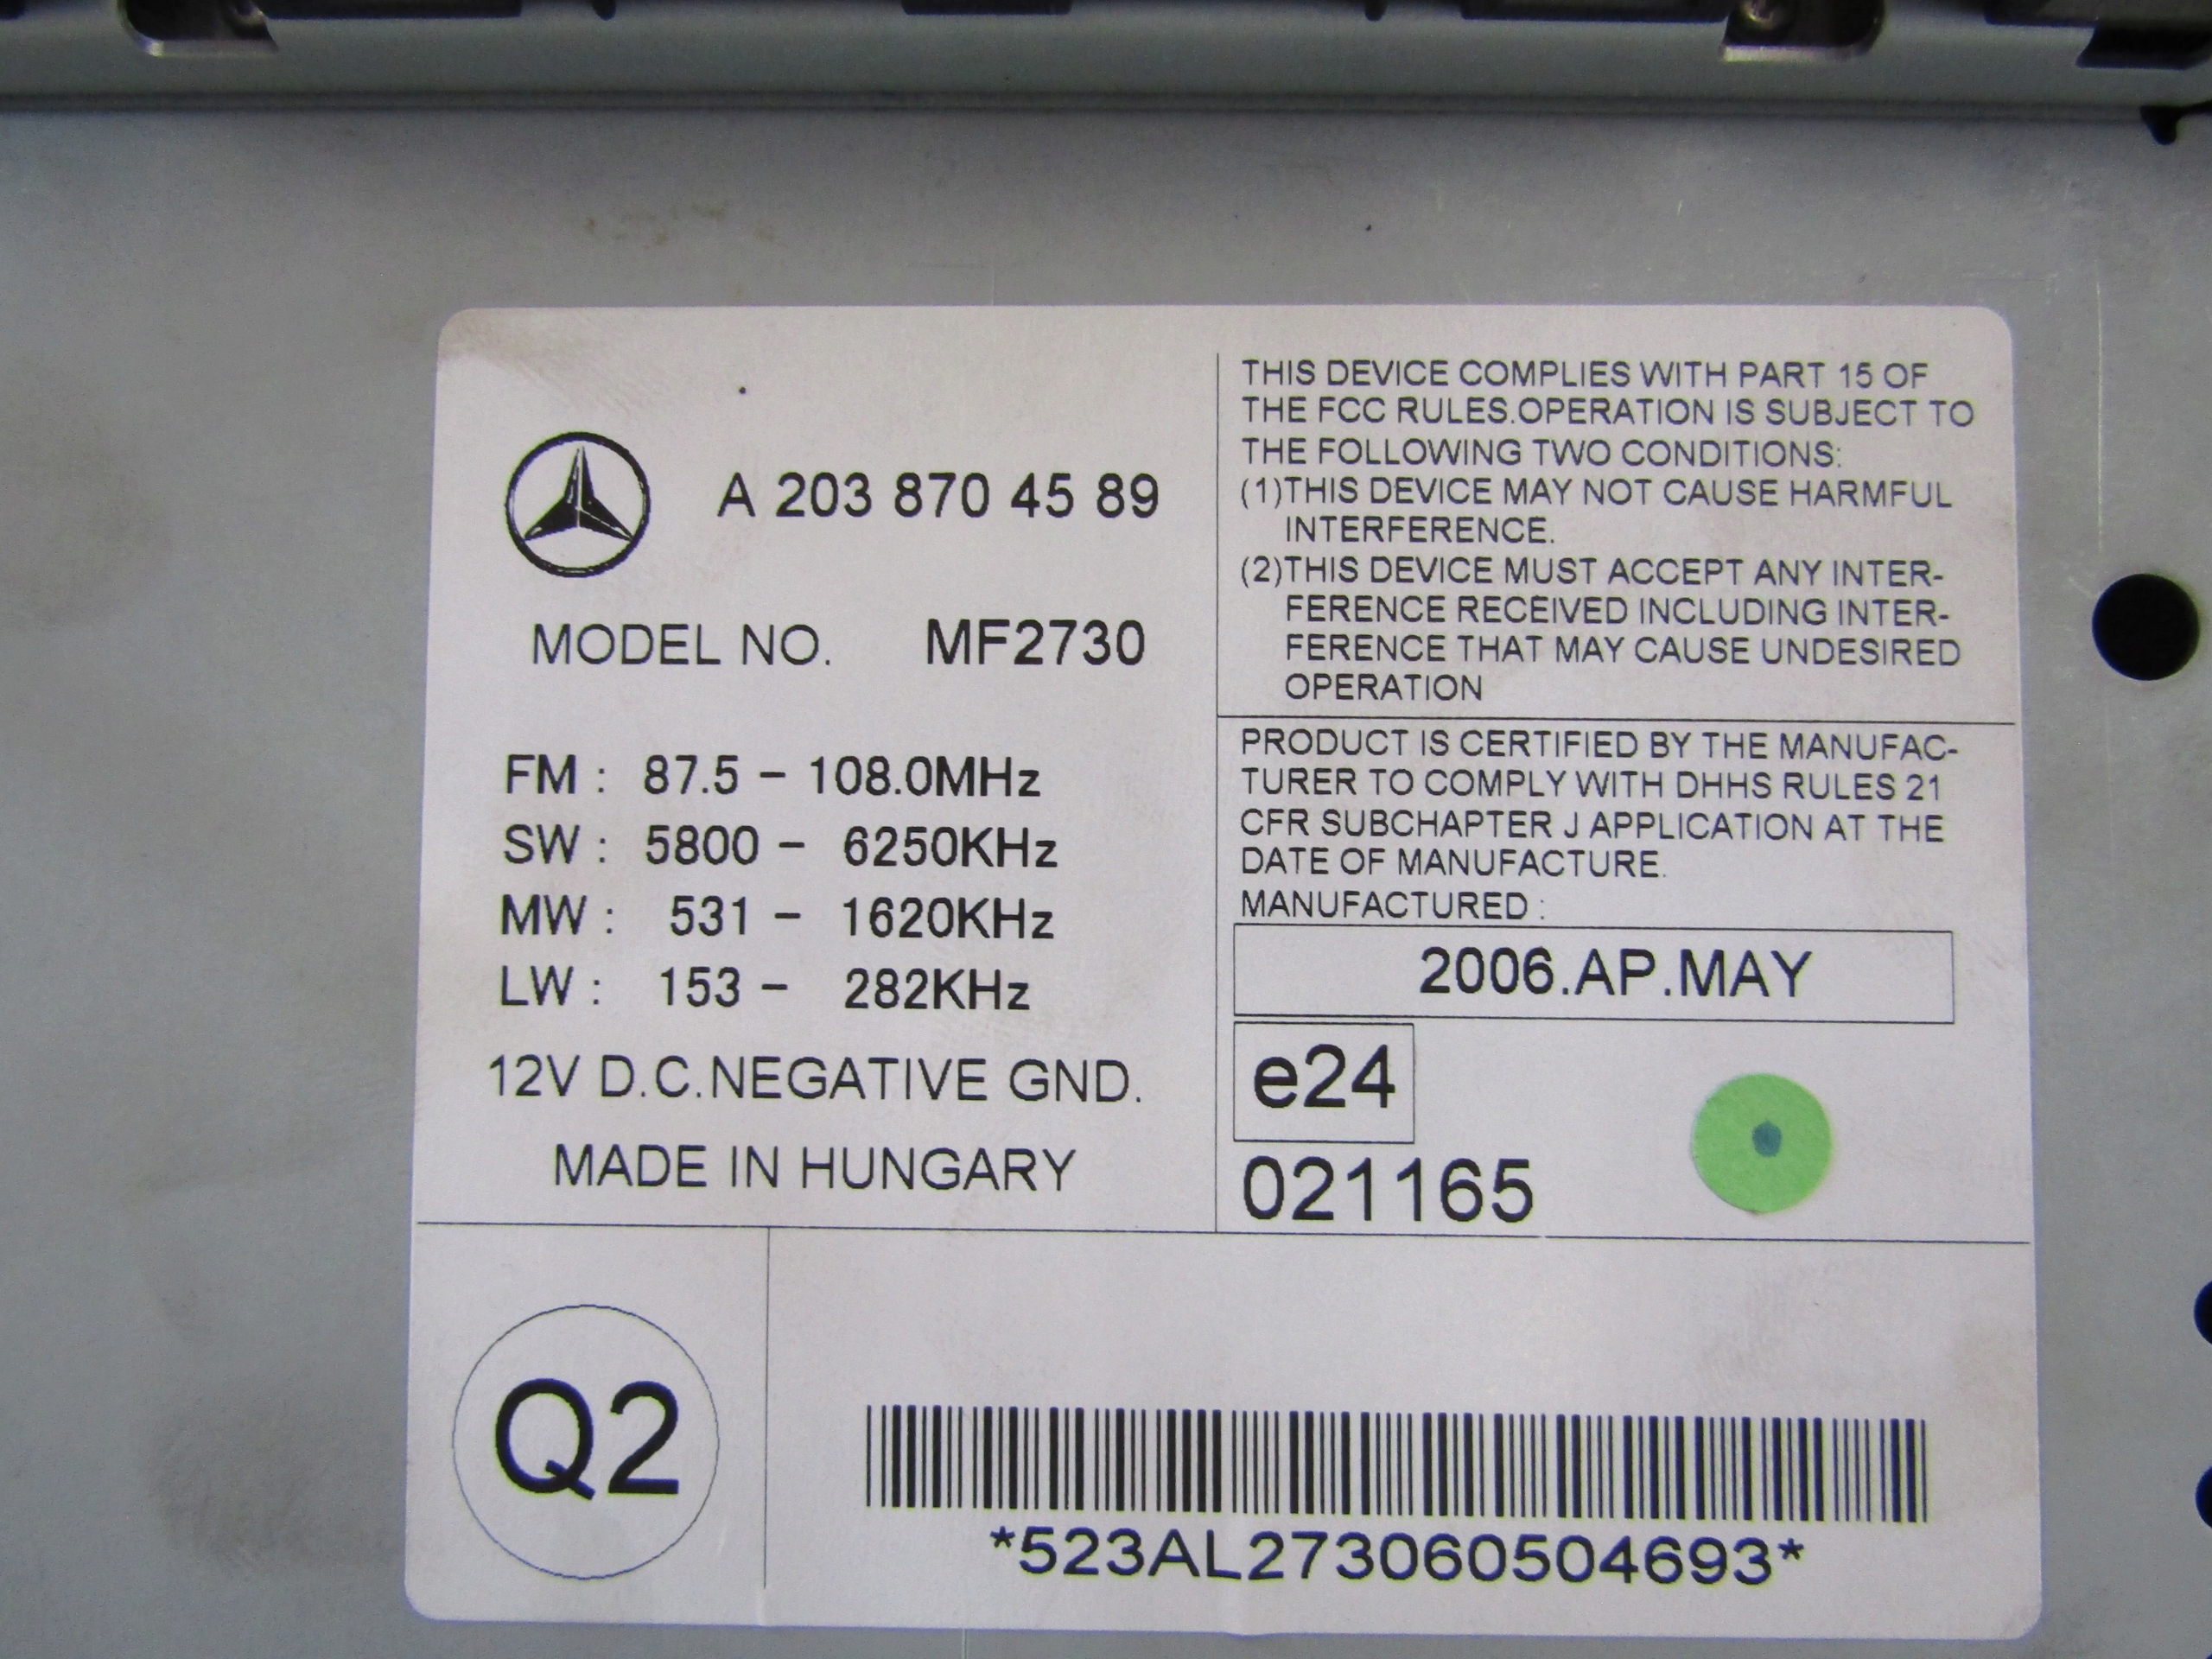 A 203 870 45 89
MODEL NO. MF2730
FM : 87.5 - 108.0MHz
SW : 5800 - 6250KHz
MW : 531 - 1620KHz
LW : 153 - 282KHz
12V D.C.NEGATIVE GND.
MADE IN HUNGARY
THIS DEVICE COMPLIES WITH PART 15 OF
THE FCC RULES.OPERATION IS SUBJECT TO
THE FOLLOWING TWO CONDITIONS:
(1)THIS DEVICE MAY NOT CAUSE HARMFUL
INTERFERENCE.
(2)THIS DEVICE MUST ACCEPT ANY INTER-
FERENCE RECEIVED INCLUDING INTER-
FERENCE THAT MAY CAUSE UNDESIRED
OPERATION
PRODUCT IS CERTIFIED BY THE MANUFAC-
TURER TO COMPLY WITH DHHS RULES 21
CFR SUBCHAPTER J APPLICATION AT THE
DATE OF MANUFACTURE.
MANUFACTURED :
2006.AP.MAY
e24
021165
Q2
*523AL273060504693*